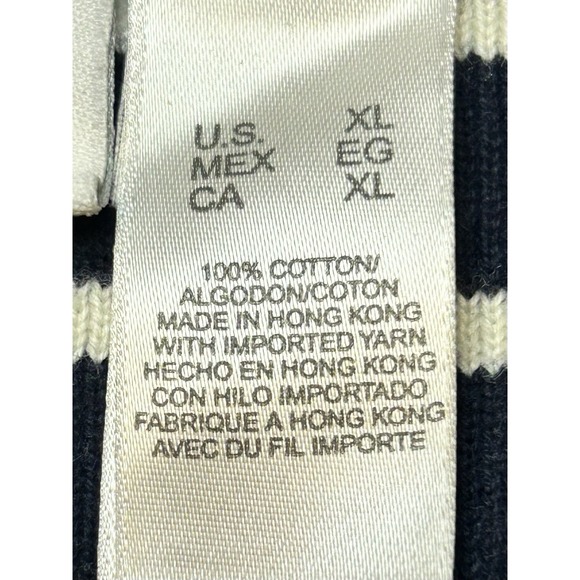 U.S. XL
MEX EG
CA XL
100% COTTON/
ALGODON/COTON
MADE IN HONG KONG
WITH IMPORTED YARN
HECHO EN HONG KONG
CON HILO IMPORTADO
FABRIQUE A HONG KONG
AVEC DU FIL IMPORTE